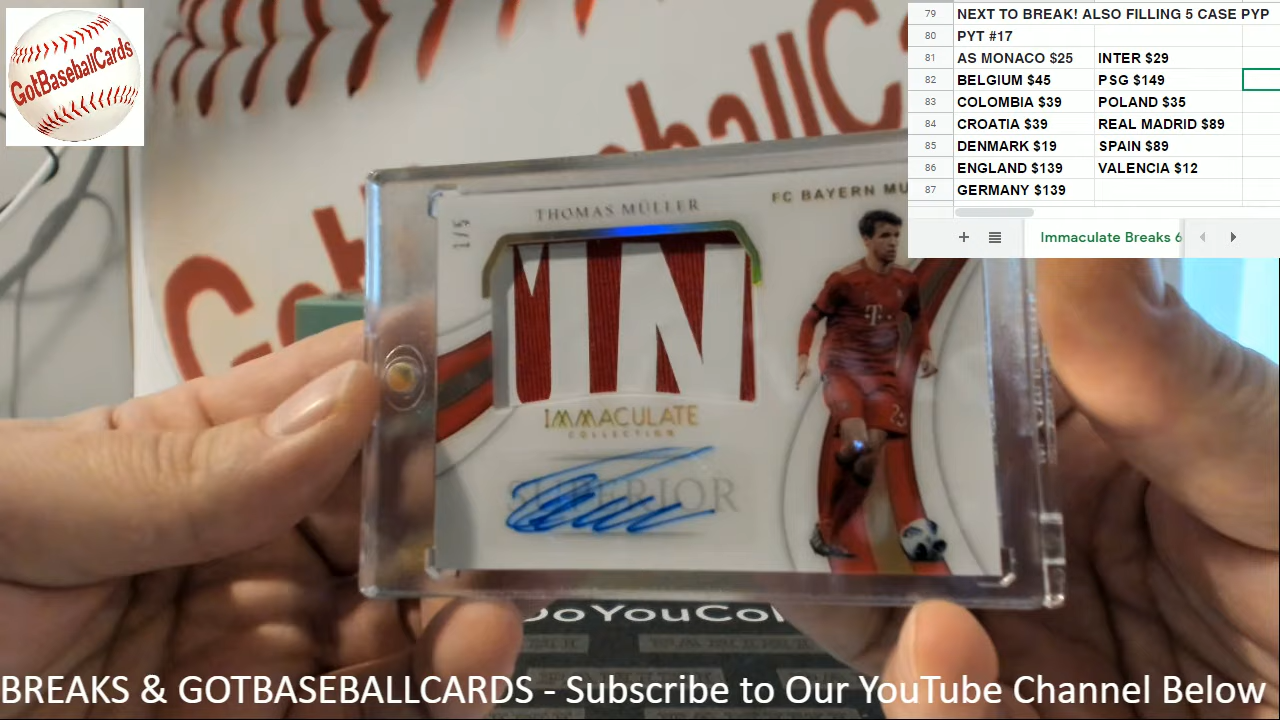 GotBaseballCards
79 NEXT TO BREAK! ALSO FILLING 5 CASE PYP
80 PYT #17
81 AS MONACO $25 INTER $29
82 BELGIUM $45 PSG $149
83 COLOMBIA $39 POLAND $35
84 CROATIA $39 REAL MADRID $89
85 DENMARK $19 SPAIN $89
86 ENGLAND $139 VALENCIA $12
87 GERMANY $139
Immaculate Breaks 6
THOMAS MÜLLER
FC BAYERN MU
1/5
IN
T
IMMACULATE
COLLECTION
SUPERIOR
25
DoYouCol
BREAKS & GOTBASEBALLCARDS - Subscribe to Our YouTube Channel Below